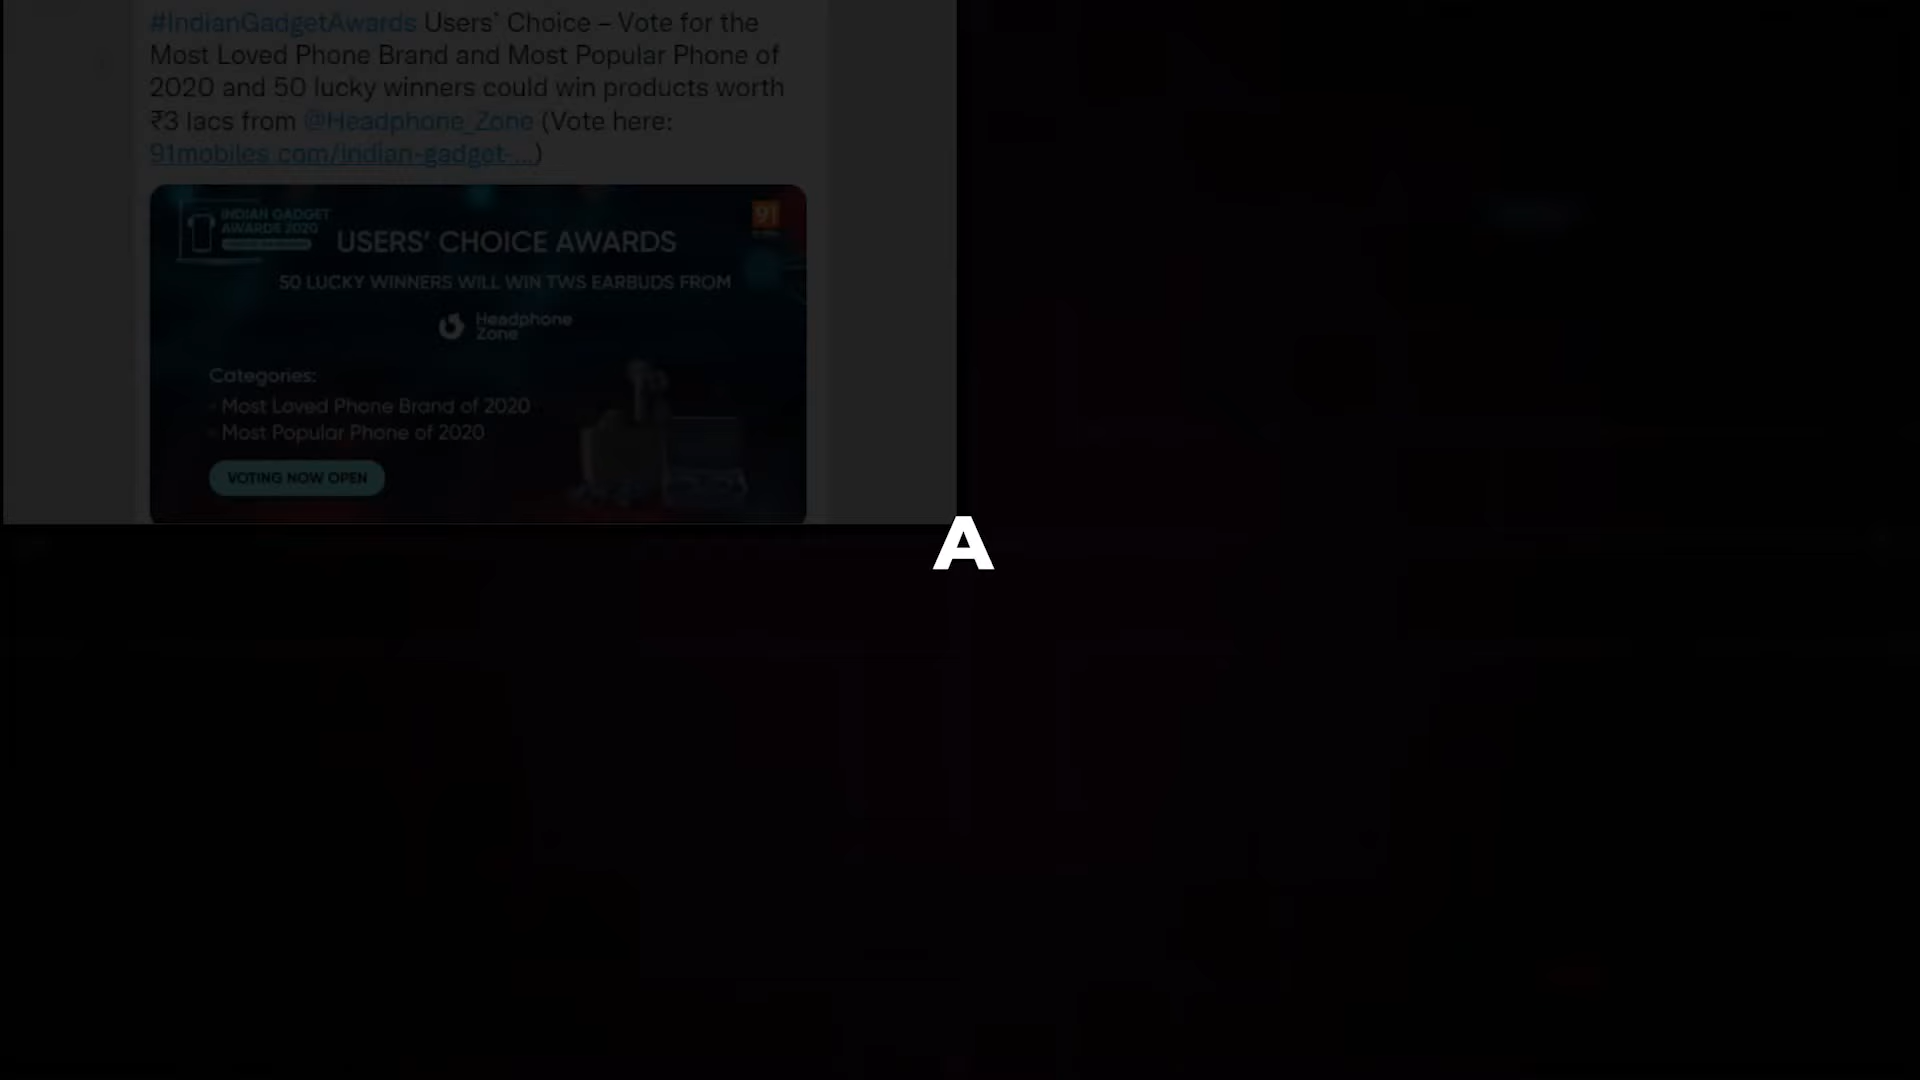 #IndianGadgetAwards Users' Choice – Vote for the
Most Loved Phone Brand and Most Popular Phone of
2020 and 50 lucky winners could win products worth
₹3 lacs from @Headphone_Zone (Vote here:
91mobiles.com/indian-gadget-...)
INDIAN GADGET
AWARDS 2020
91
USERS' CHOICE AWARDS
50 LUCKY WINNERS WILL WIN TWS EARBUDS FROM
Headphone
Zone
Categories:
- Most Loved Phone Brand of 2020
- Most Popular Phone of 2020
VOTING NOW OPEN
A